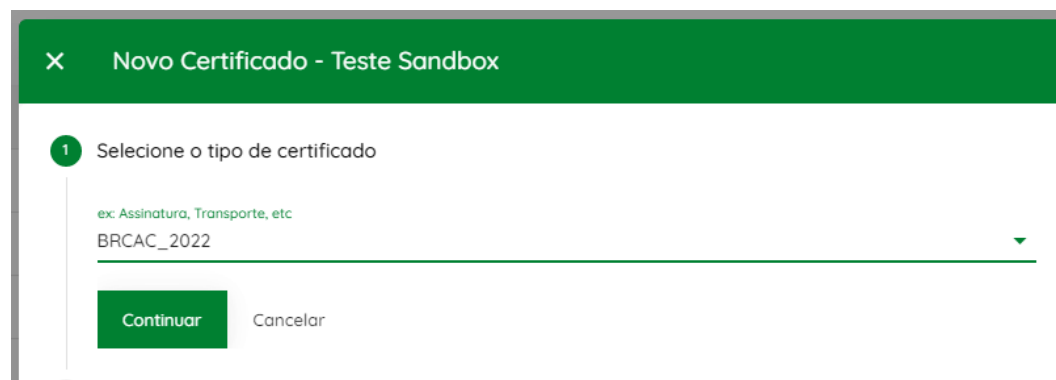 Novo Certificado - Teste Sandbox
1 Selecione o tipo de certificado
ex: Assinatura, Transporte, etc
BRCAC_2022
Continuar Cancelar